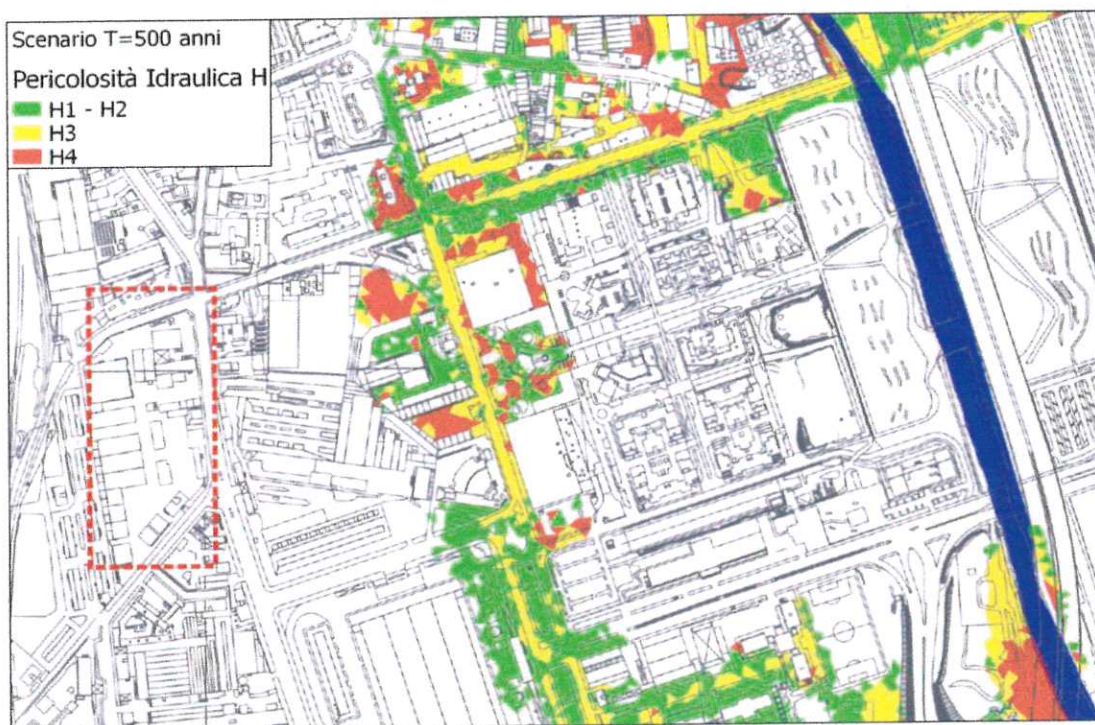 Scenario T=500 anni
Pericolosità Idraulica H
H1 - H2
H3
H4